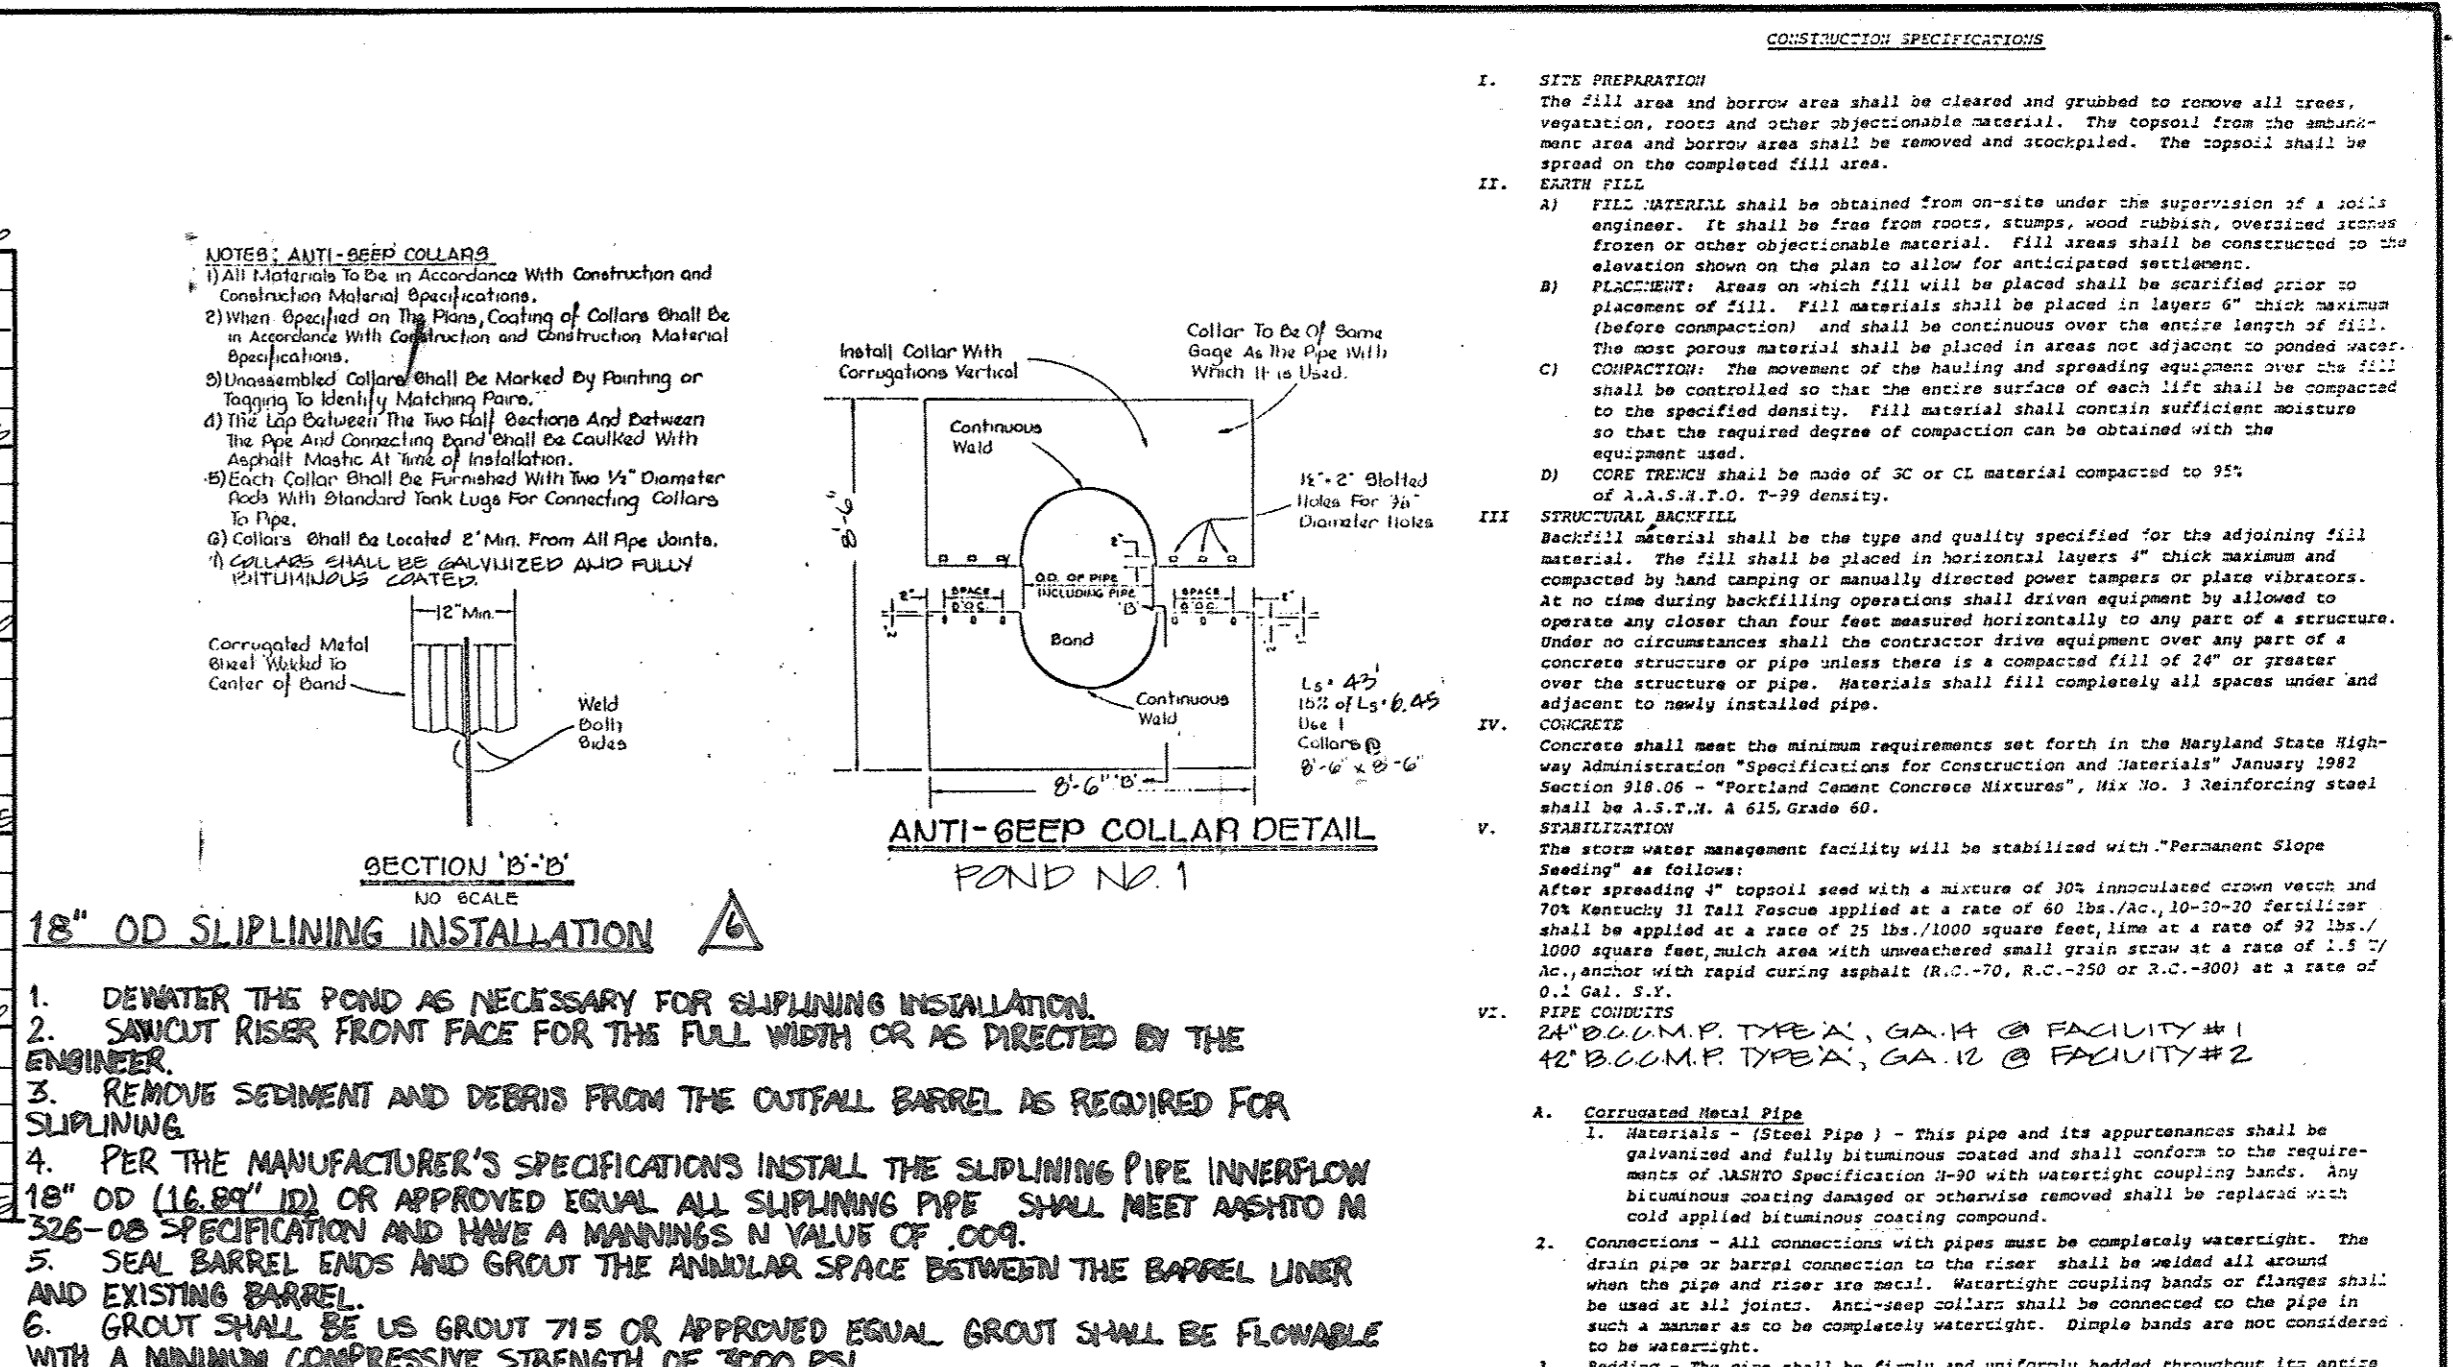 NOTES: ANTI-SEEP COLLARS
1) All Materials To Be in Accordance With Construction and
Construction Material Specifications.
2) When Specified on The Plans, Coating of Collars Shall Be
in Accordance With Construction and Construction Material
Specifications.
3) Unassembled Collars Shall Be Marked By Painting or
Tagging To Identify Matching Pairs.
4) The Lap Between The Two Half Sections And Between
The Pipe And Connecting Band Shall Be Caulked With
Asphalt Mastic At Time of Installation.
5) Each Collar Shall Be Furnished With Two 1/2" Diameter
Rods With Standard Tank Lugs For Connecting Collars
To Pipe.
6) Collars Shall Be Located 2' Min. From All Pipe Joints.
7) COLLARS SHALL BE GALVNIZED AND FULLY
BITUMINOUS COATED.
12" Min.
Corrugated Metal
Sheet Welded To
Center of Band
Weld
Both
Sides
SECTION 'B'-'B'
NO SCALE
Install Collar With
Corrugations Vertical
Collar To Be Of Same
Gage As The Pipe With
Which It is Used.
Continuous
Weld
Slotted
Holes For
Diameter Holes
8'-6"
2"
O.D. OF PIPE
INCLUDING PIPE
'B'
2"
SPACE
SPACE
2"
Band
Continuous
Weld
Ls = 43'
15% of Ls = 6.45
Use 1
Collars @
8'-6" x 8'-6"
8'-6" 'B'
ANTI-SEEP COLLAR DETAIL
POND NO. 1
18" OD SLIPLINING INSTALLATION 6
1. DEWATER THE POND AS NECESSARY FOR SLIPLINING INSTALLATION.
2. SAWCUT RISER FRONT FACE FOR THE FULL WIDTH OR AS DIRECTED BY THE
ENGINEER.
3. REMOVE SEDIMENT AND DEBRIS FROM THE OUTFALL BARREL AS REQUIRED FOR
SLIPLINING
4. PER THE MANUFACTURER'S SPECIFICATIONS INSTALL THE SLIPLINING PIPE INNERFLOW
18" OD (16.89" ID) OR APPROVED EQUAL ALL SLIPLINING PIPE SHALL MEET AASHTO M
326-08 SPECIFICATION AND HAVE A MANNINGS N VALUE OF .009.
5. SEAL BARREL ENDS AND GROUT THE ANNULAR SPACE BETWEEN THE BARREL LINER
AND EXISTING BARREL.
6. GROUT SHALL BE US GROUT 715 OR APPROVED EQUAL GROUT SHALL BE FLOWABLE
WITH A MINIMUM COMPRESSIVE STRENGTH OF 3000 PSI
CONSTRUCTION SPECIFICATIONS
I. SITE PREPARATION
The fill area and borrow area shall be cleared and grubbed to remove all trees,
vegatation, roots and other objectionable material. The topsoil from the embank-
ment area and borrow area shall be removed and stockpiled. The topsoil shall be
spread on the completed fill area.
II. EARTH FILL
A) FILL MATERIAL shall be obtained from on-site under the supervision of a soils
engineer. It shall be free from roots, stumps, wood rubbish, oversized stones
frozen or other objectionable material. Fill areas shall be constructed to the
elevation shown on the plan to allow for anticipated settlement.
B) PLACEMENT: Areas on which fill will be placed shall be scarified prior to
placement of fill. Fill materials shall be placed in layers 6" thick maximum
(before conmpaction) and shall be continuous over the entire length of fill.
The most porous material shall be placed in areas not adjacent to ponded water.
C) COMPACTION: The movement of the hauling and spreading equipment over the fill
shall be controlled so that the entire surface of each lift shall be compacted
to the specified density. Fill material shall contain sufficient moisture
so that the required degree of compaction can be obtained with the
equipment used.
D) CORE TRENCH shall be made of SC or CL material compacted to 95%
of A.A.S.H.T.O. T-99 density.
III STRUCTURAL BACKFILL
Backfill material shall be the type and quality specified for the adjoining fill
material. The fill shall be placed in horizontal layers 4" thick maximum and
compacted by hand tamping or manually directed power tampers or plate vibrators.
At no time during backfilling operations shall driven equipment by allowed to
operate any closer than four feet measured horizontally to any part of a structure.
Under no circumstances shall the contractor drive equipment over any part of a
concrete structure or pipe unless there is a compacted fill of 24" or greater
over the structure or pipe. Materials shall fill completely all spaces under and
adjacent to newly installed pipe.
IV. CONCRETE
Concrete shall meet the minimum requirements set forth in the Maryland State High-
way Administration "Specifications for Construction and Materials" January 1982
Section 918.06 - "Portland Cement Concrete Mixtures", Mix No. 3 Reinforcing steel
shall be A.S.T.M. A 615, Grade 60.
V. STABILIZATION
The storm water management facility will be stabilized with "Permanent Slope
Seeding" as follows:
After spreading 4" topsoil seed with a mixture of 30% innoculated crown vetch and
70% Kentucky 31 Tall Fescue applied at a rate of 60 lbs./Ac., 10-20-20 fertilizer
shall be applied at a rate of 25 lbs./1000 square feet, lime at a rate of 92 lbs./
1000 square feet, mulch area with unweathered small grain straw at a rate of 1.5 T/
Ac., anchor with rapid curing asphalt (R.C.-70, R.C.-250 or R.C.-800) at a rate of
0.1 Gal. S.Y.
VI. PIPE CONDUITS
24" B.C.C.M.P. TYPE 'A', GA. 14 @ FACILITY #1
42" B.C.C.M.P. TYPE 'A', GA. 12 @ FACILITY #2
A. Corrugated Metal Pipe
1. Materials - (Steel Pipe ) - This pipe and its appurtenances shall be
galvanized and fully bituminous coated and shall conform to the require-
ments of AASHTO Specification M-90 with watertight coupling bands. Any
bituminous coating damaged or otherwise removed shall be replaced with
cold applied bituminous coating compound.
2. Connections - All connections with pipes must be completely watertight. The
drain pipe or barrel connection to the riser shall be welded all around
when the pipe and riser are metal. Watertight coupling bands or flanges shall
be used at all joints. Anti-seep collars shall be connected to the pipe in
such a manner as to be completely watertight. Dimple bands are not considered
to be watertight.
3. Bedding - The pipe shall be firmly and uniformly bedded throughout its entire